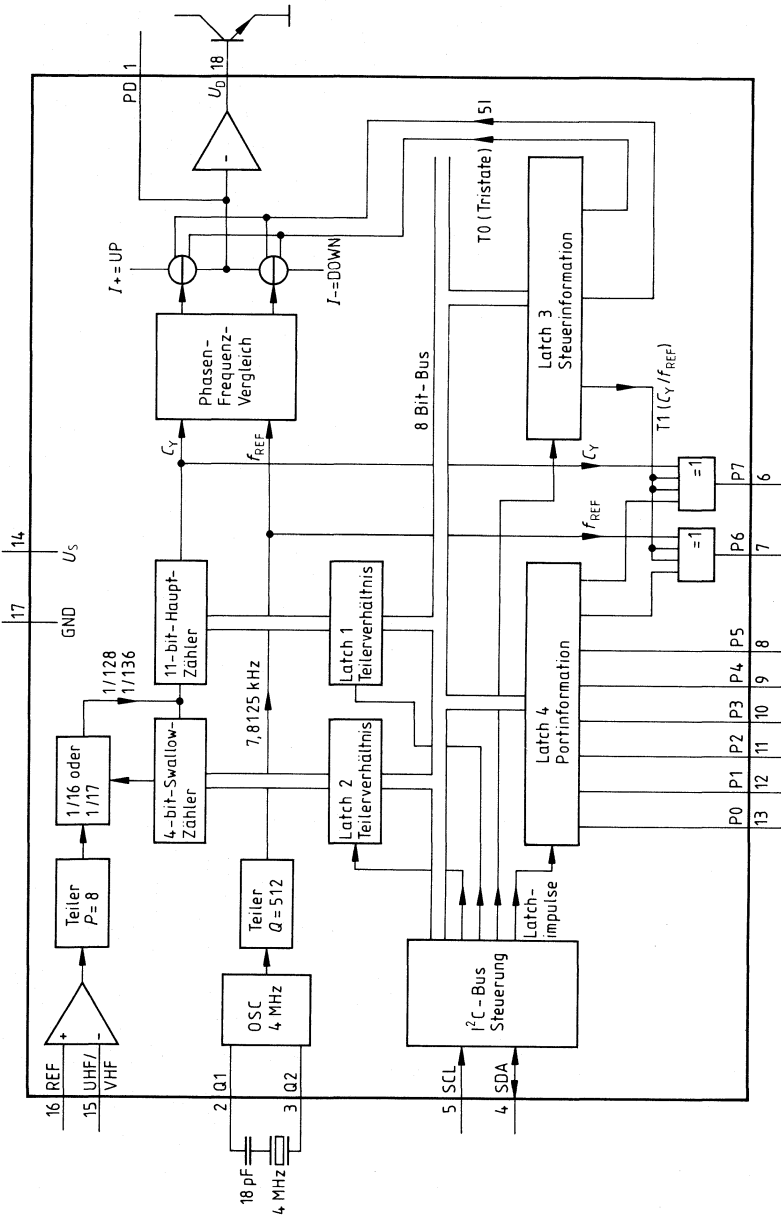 16 REF
15 UHF/
VHF
Teiler
P = 8
1/16 oder
1/17
1/128
1/136
17
GND
14
U_S
4-bit-Swallow-
Zähler
11-bit-Haupt-
Zähler
C_Y
Phasen-
Frequenz-
Vergleich
f_REF
I+=UP
I-=DOWN
PD 1
U_D 18
18 pF
4 MHz
2 Q1
3 Q2
OSC
4 MHz
Teiler
Q = 512
7,8125 kHz
Latch 2
Teilerverhältnis
Latch 1
Teilerverhältnis
8 Bit-Bus
T0 (Tristate)
5I
5 SCL
4 SDA
I²C-Bus
Steuerung
Latch-
impulse
Latch 4
Portinformation
f_REF
C_Y
T1 (C_Y/f_REF)
Latch 3
Steuerinformation
=1
=1
P0
P1
P2
P3
P4
P5
P6
P7
13
12
11
10
9
8
7
6
+
-
-